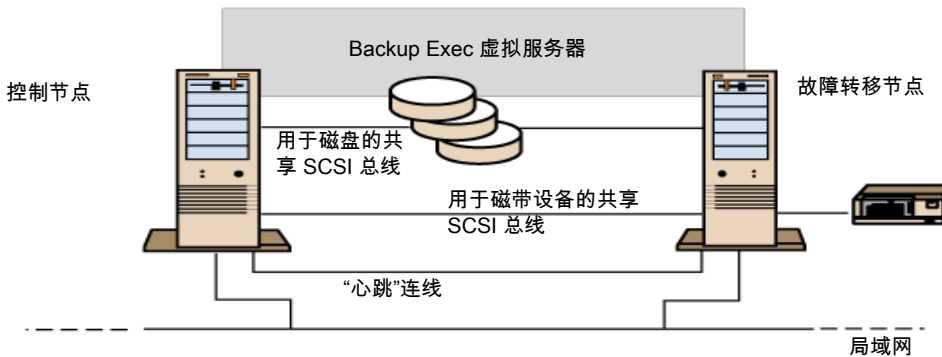 Backup Exec 虚拟服务器
控制节点
故障转移节点
用于磁盘的共
享 SCSI 总线
用于磁带设备的共享
SCSI 总线
“心跳”连线
局域网